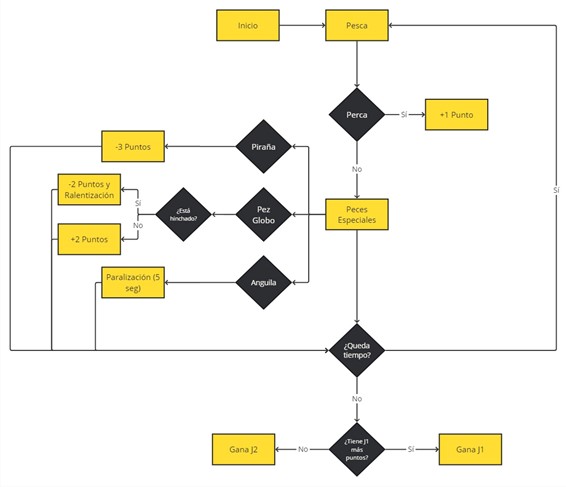 Inicio
Pesca
Perca
Sí
+1 Punto
No
-3 Puntos
Piraña
-2 Puntos y
Ralentización
Sí
No
¿Está
hinchado?
Pez
Globo
Peces
Especiales
+2 Puntos
Paralización (5
seg)
Anguila
Sí
¿Queda
tiempo?
No
Gana J2
No
¿Tiene J1
más
puntos?
Sí
Gana J1